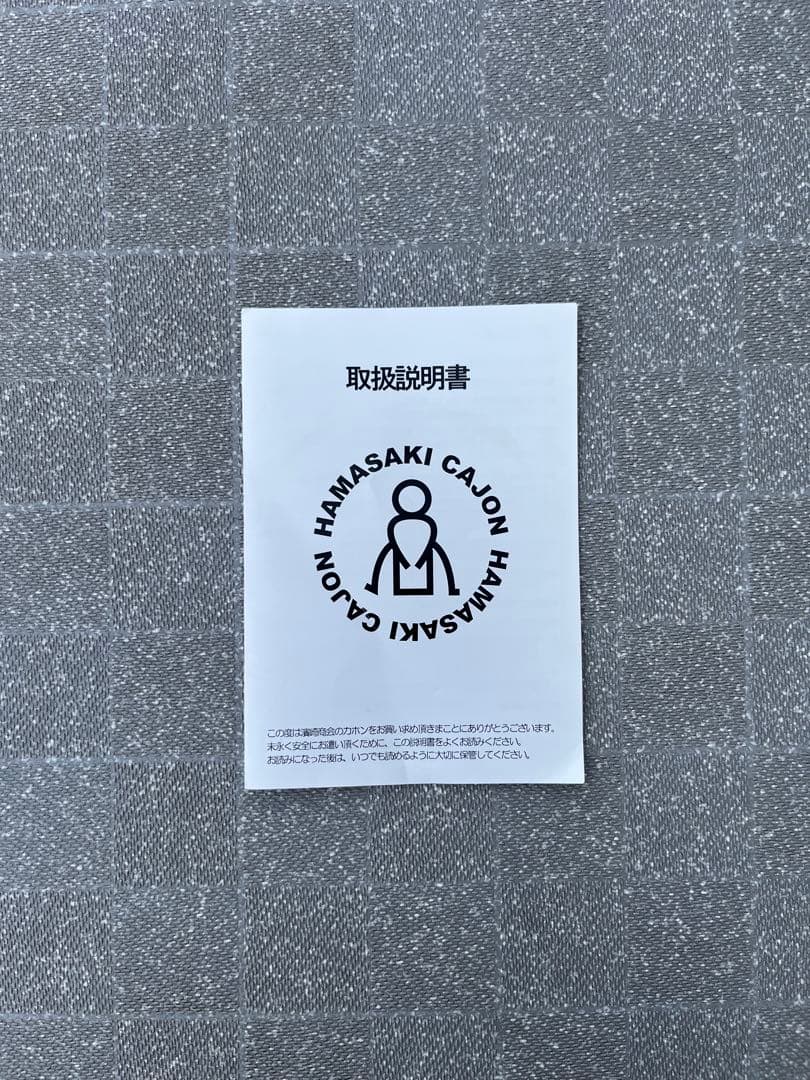 取扱説明書
HAMASAKI CAJON HAMASAKI CAJON
この度は濱崎商会のカホンをお買い求め頂きまことにありがとうございます。
末永く安全にお遣い頂くために、この説明書をよくお読みください。
お読みになった後は、いつでも読めるように大切に保管してください。